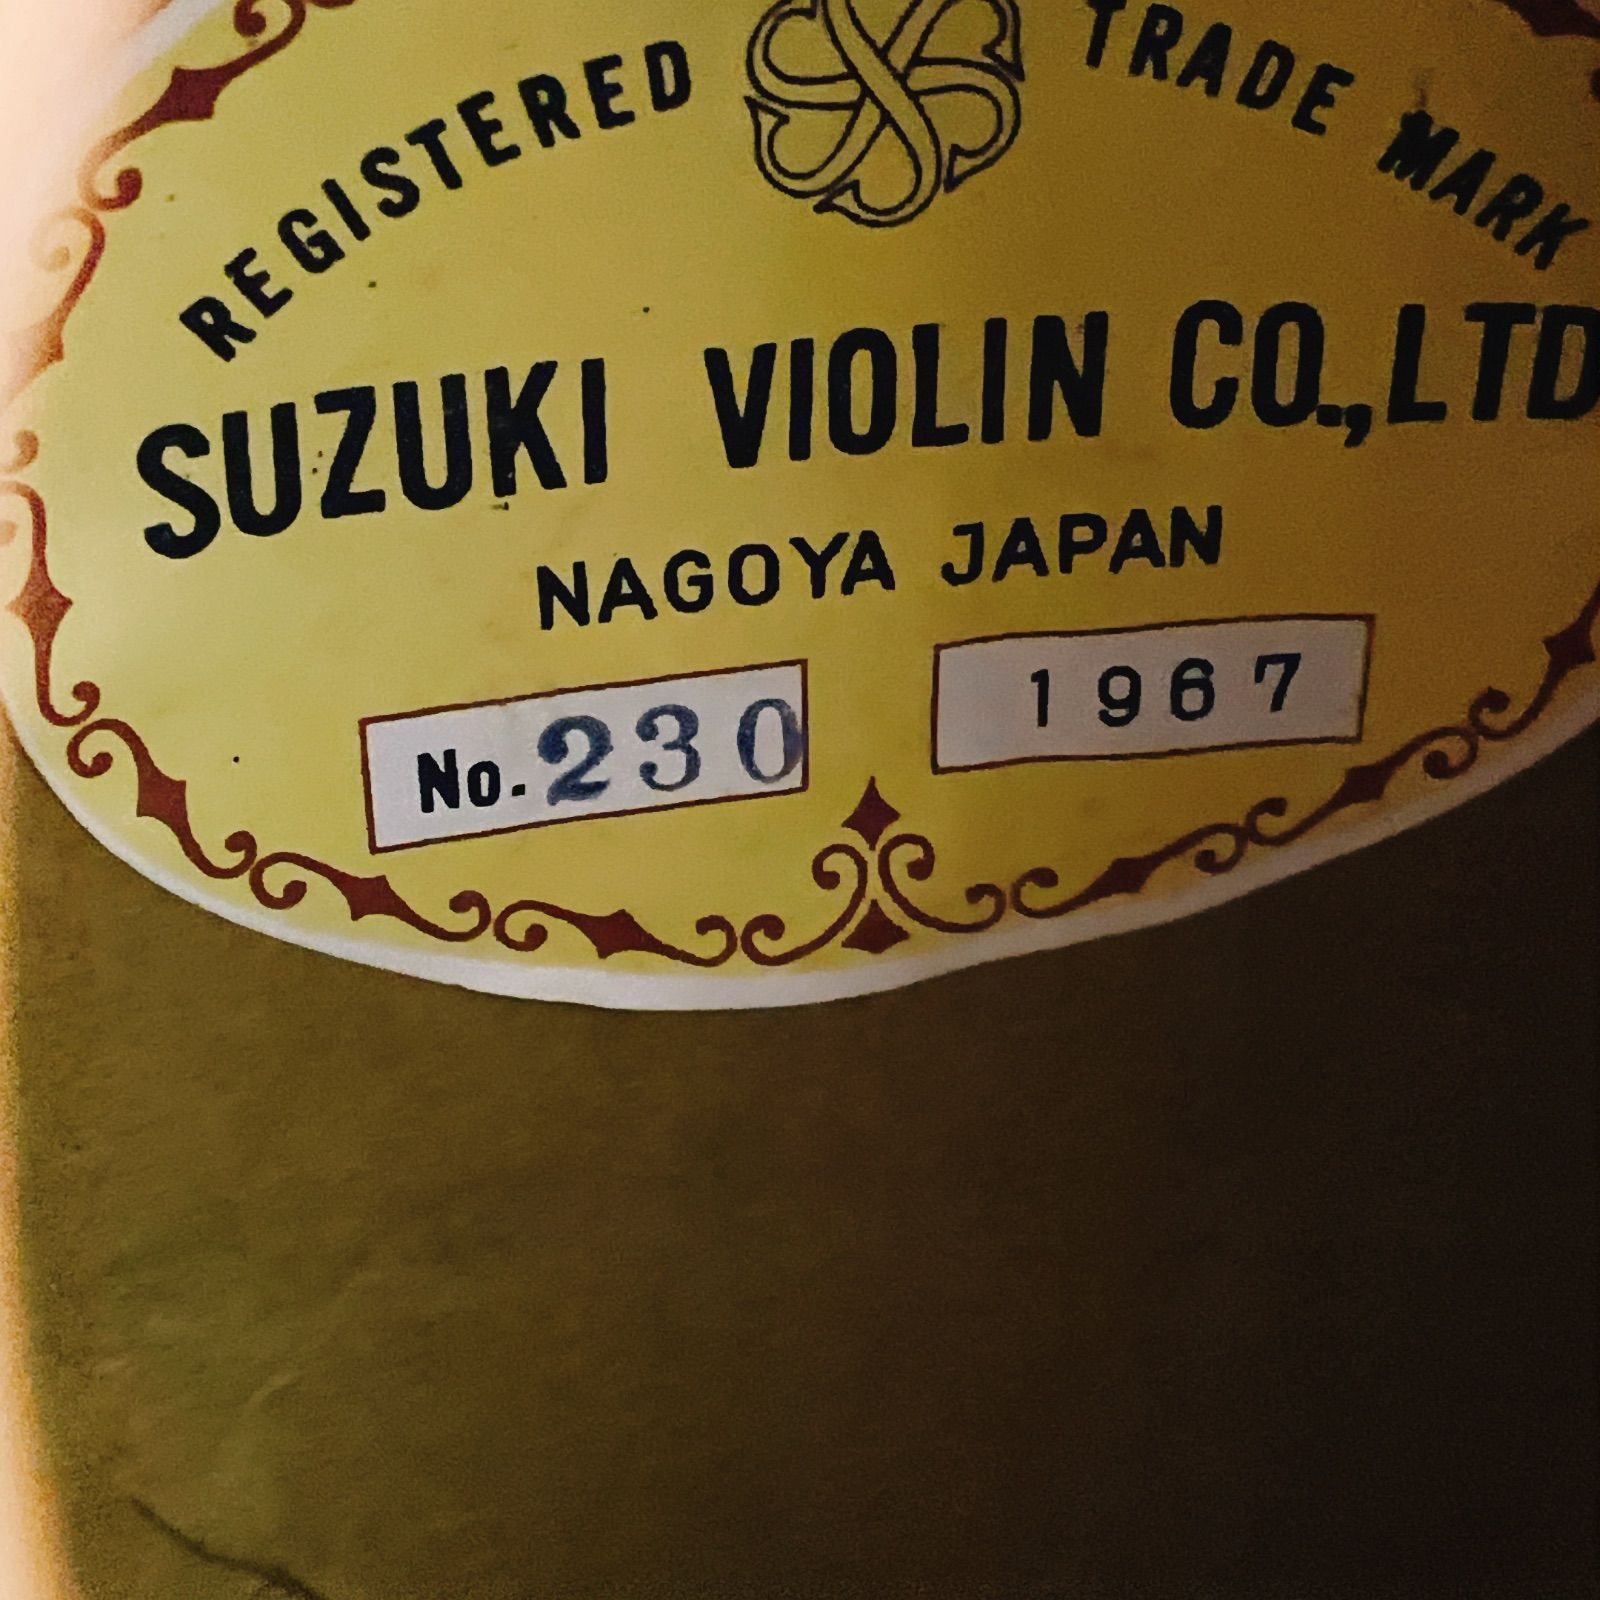 REGISTERED TRADE MARK
SUZUKI VIOLIN CO.,LTD
NAGOYA JAPAN
No. 230 1967